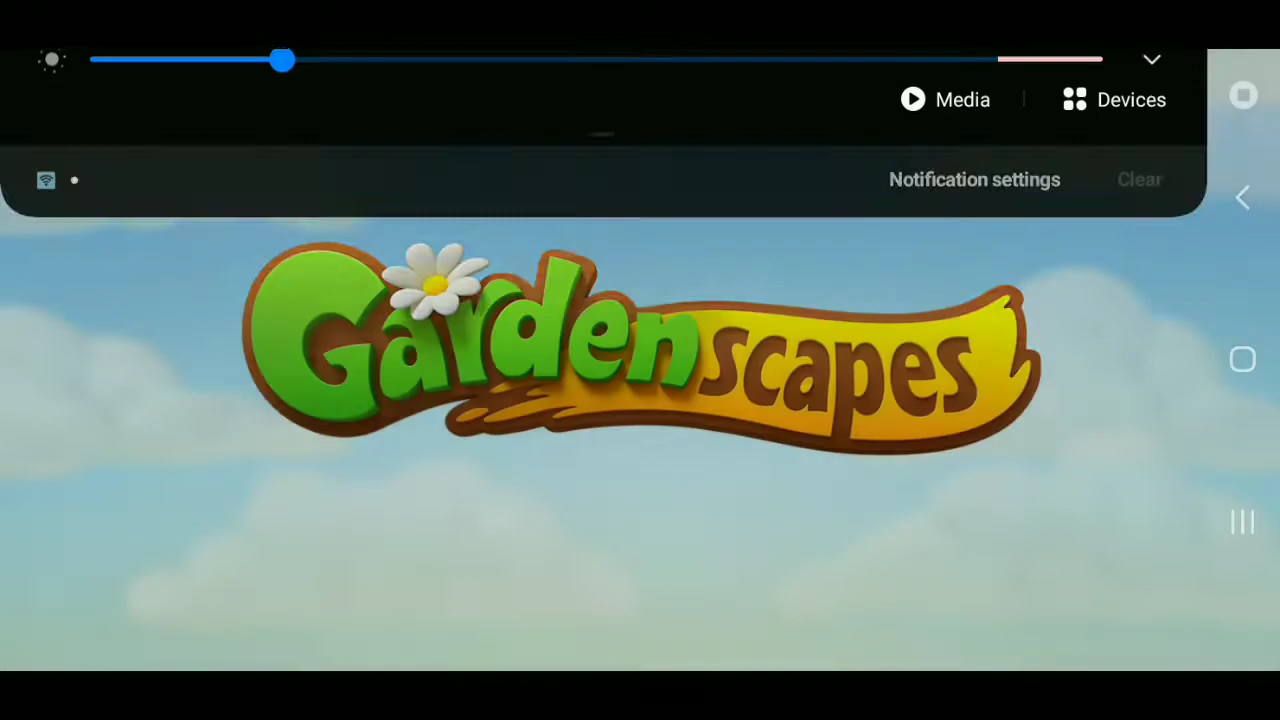 Media
Devices
Notification settings
Clear
Gardenscapes